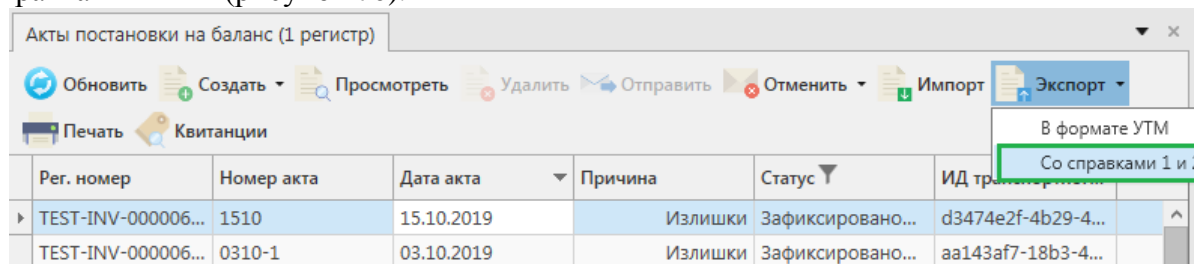 Акты постановки на баланс (1 регистр)
Обновить Создать Просмотреть Удалить Отправить Отменить Импорт Экспорт
Печать Квитанции
В формате УТМ
Со справками 1 и 2
Рег. номер Номер акта Дата акта Причина Статус ИД
TEST-INV-000006... 1510 15.10.2019 Излишки Зафиксировано... d3474e2f-4b29-4...
TEST-INV-000006... 0310-1 03.10.2019 Излишки Зафиксировано... aa143af7-18b3-4...